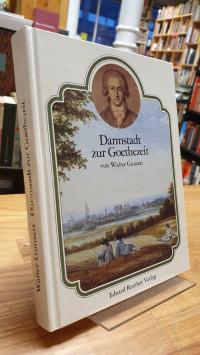 Darmstadt
zur Goethezeit
von Walter Gunzert
Eduard Roether Verlag
Walter Gunzert Darmstadt zur Goethezeit